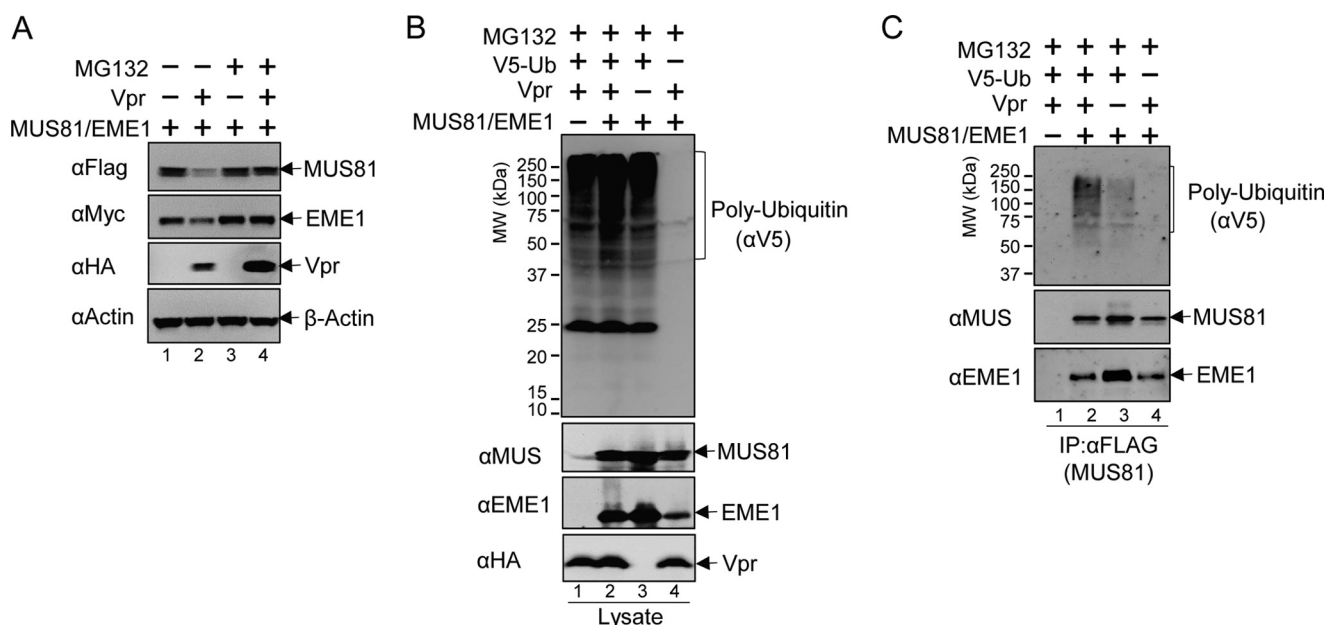 A
MG132 − − + +
Vpr − + − +
MUS81/EME1 + + + +
αFlag MUS81
αMyc EME1
αHA Vpr
αActin β-Actin
1 2 3 4
B
MG132 + + + +
V5-Ub + + + −
Vpr + + − +
MUS81/EME1 − + + +
MW (kDa)
250
150
100
75
50
37
25
20
15
10
Poly-Ubiquitin
(αV5)
αMUS MUS81
αEME1 EME1
αHA Vpr
1 2 3 4
Lysate
C
MG132 + + + +
V5-Ub + + + −
Vpr + + − +
MUS81/EME1 − + + +
MW (kDa)
250
150
100
75
50
37
Poly-Ubiquitin
(αV5)
αMUS MUS81
αEME1 EME1
1 2 3 4
IP:αFLAG
(MUS81)